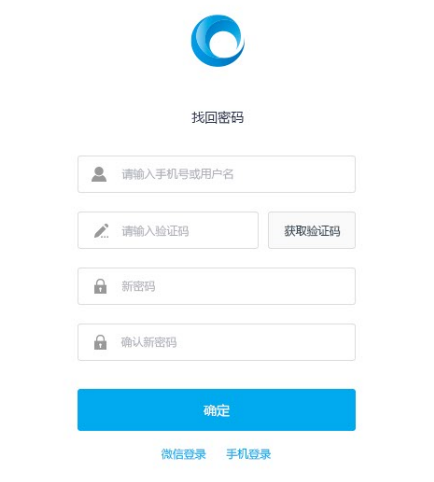 找回密码
请输入手机号或用户名
请输入验证码 获取验证码
新密码
确认新密码
确定
微信登录 手机登录